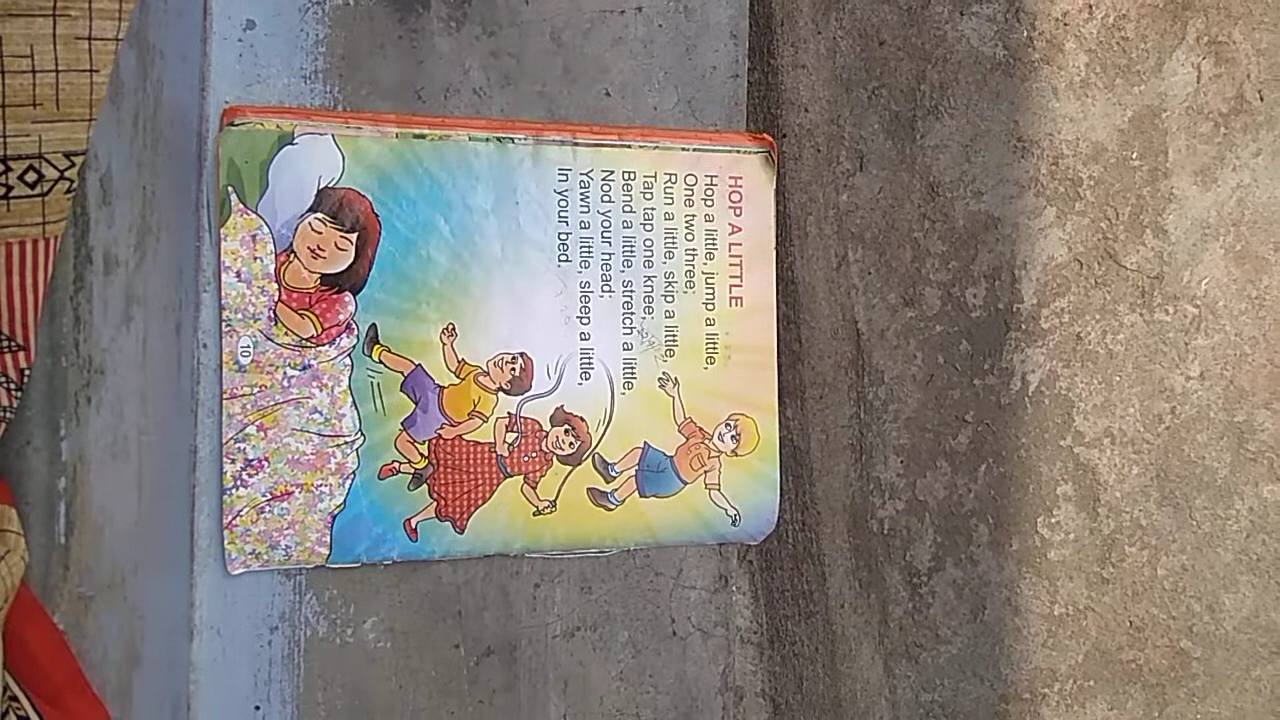 HOP A LITTLE
Hop a little, jump a little,
One two three;
Run a little, skip a little,
Tap tap one knee;
Bend a little, stretch a little,
Nod your head;
Yawn a little, sleep a little,
In your bed.
10